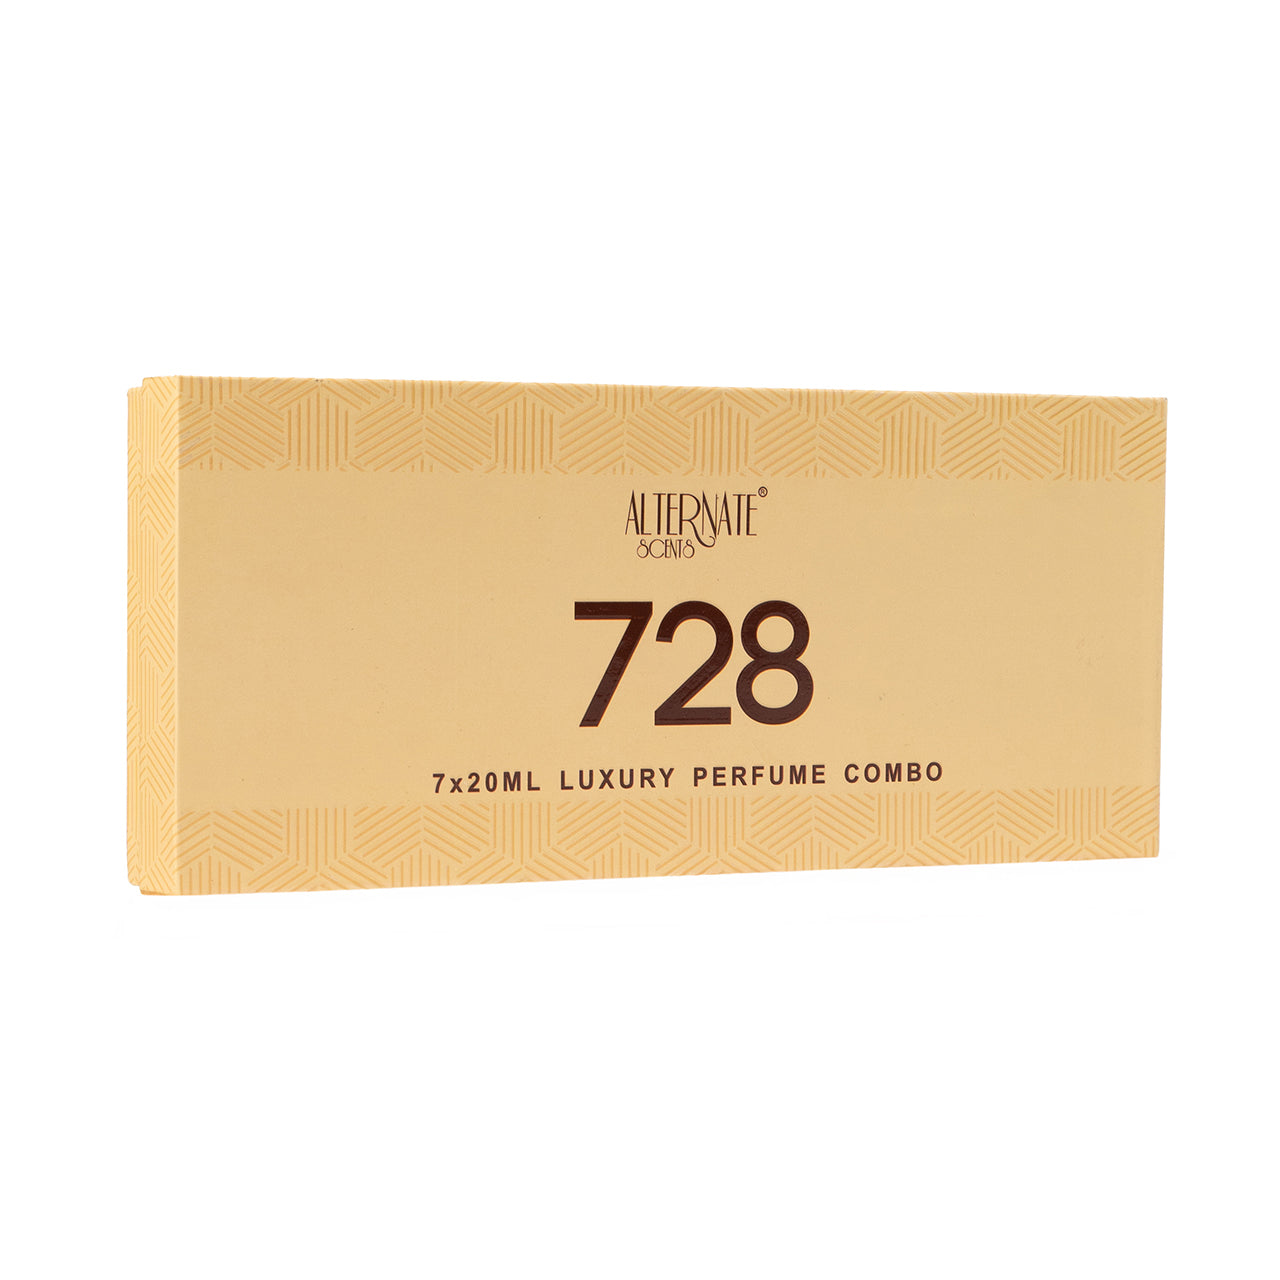 ALTERNATE®
SCENTS
728
7x20ML LUXURY PERFUME COMBO